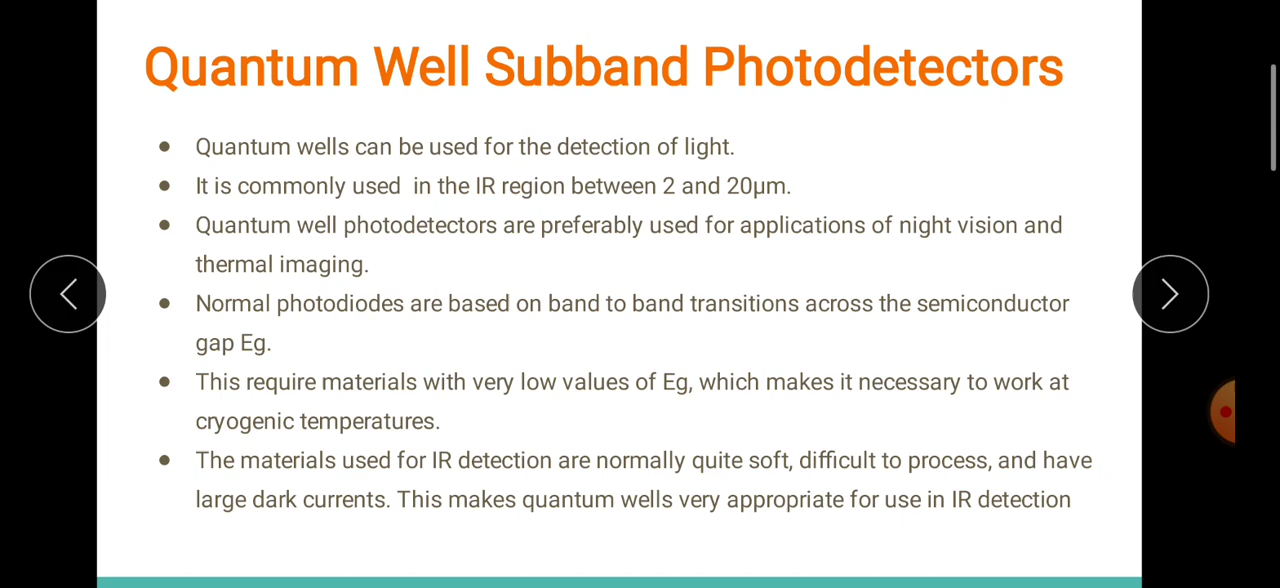 Quantum Well Subband Photodetectors
● Quantum wells can be used for the detection of light.
● It is commonly used in the IR region between 2 and 20μm.
● Quantum well photodetectors are preferably used for applications of night vision and
thermal imaging.
● Normal photodiodes are based on band to band transitions across the semiconductor
gap Eg.
● This require materials with very low values of Eg, which makes it necessary to work at
cryogenic temperatures.
● The materials used for IR detection are normally quite soft, difficult to process, and have
large dark currents. This makes quantum wells very appropriate for use in IR detection